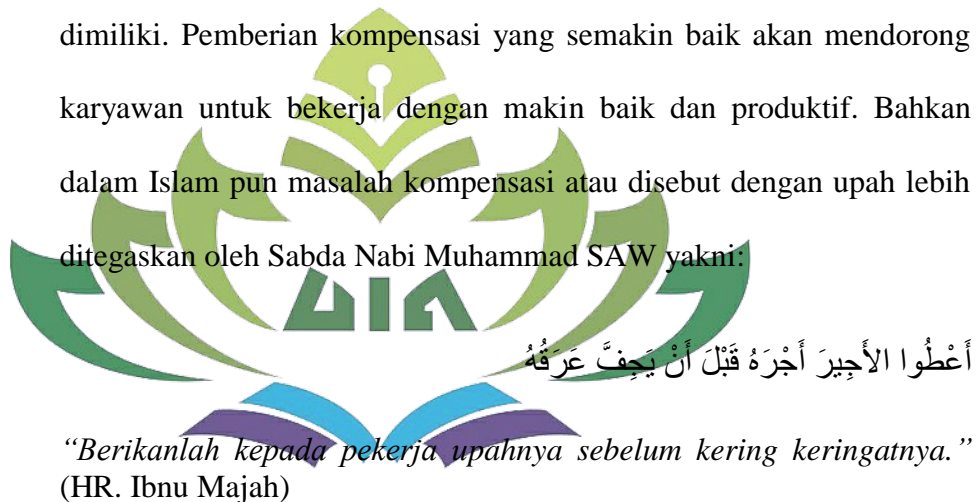 dimiliki. Pemberian kompensasi yang semakin baik akan mendorong
karyawan untuk bekerja dengan makin baik dan produktif. Bahkan
dalam Islam pun masalah kompensasi atau disebut dengan upah lebih
ditegaskan oleh Sabda Nabi Muhammad SAW yakni:
UIN
أَعْطُوا الأَجِيرَ أَجْرَهُ قَبْلَ أَنْ يَجِفَّ عَرَقُهُ
“Berikanlah kepada pekerja upahnya sebelum kering keringatnya.”
(HR. Ibnu Majah)